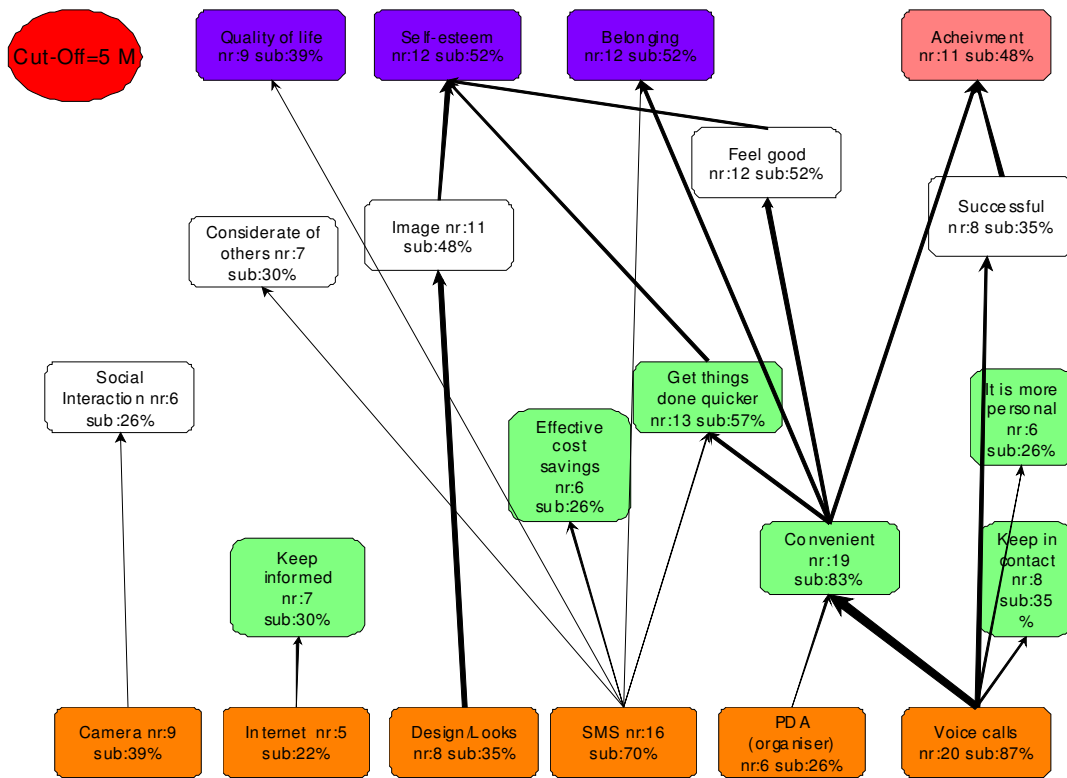 Cut-Off=5 M
Quality of life
nr:9 sub:39%
Self-esteem
nr:12 sub:52%
Belonging
nr:12 sub:52%
Acheivment
nr:11 sub:48%
Feel good
nr:12 sub:52%
Successful
nr:8 sub:35%
Image nr:11
sub:48%
Considerate of
others nr:7
sub:30%
Social
Interaction nr:6
sub:26%
Get things
done quicker
nr:13 sub:57%
It is more
personal
nr:6
sub:26%
Effective
cost
savings
nr:6
sub:26%
Convenient
nr:19
sub:83%
Keep in
contact
nr:8
sub:35
%
Keep
informed
nr:7
sub:30%
Camera nr:9
sub:39%
Internet nr:5
sub:22%
Design/Looks
nr:8 sub:35%
SMS nr:16
sub:70%
PDA
(organiser)
nr:6 sub:26%
Voice calls
nr:20 sub:87%